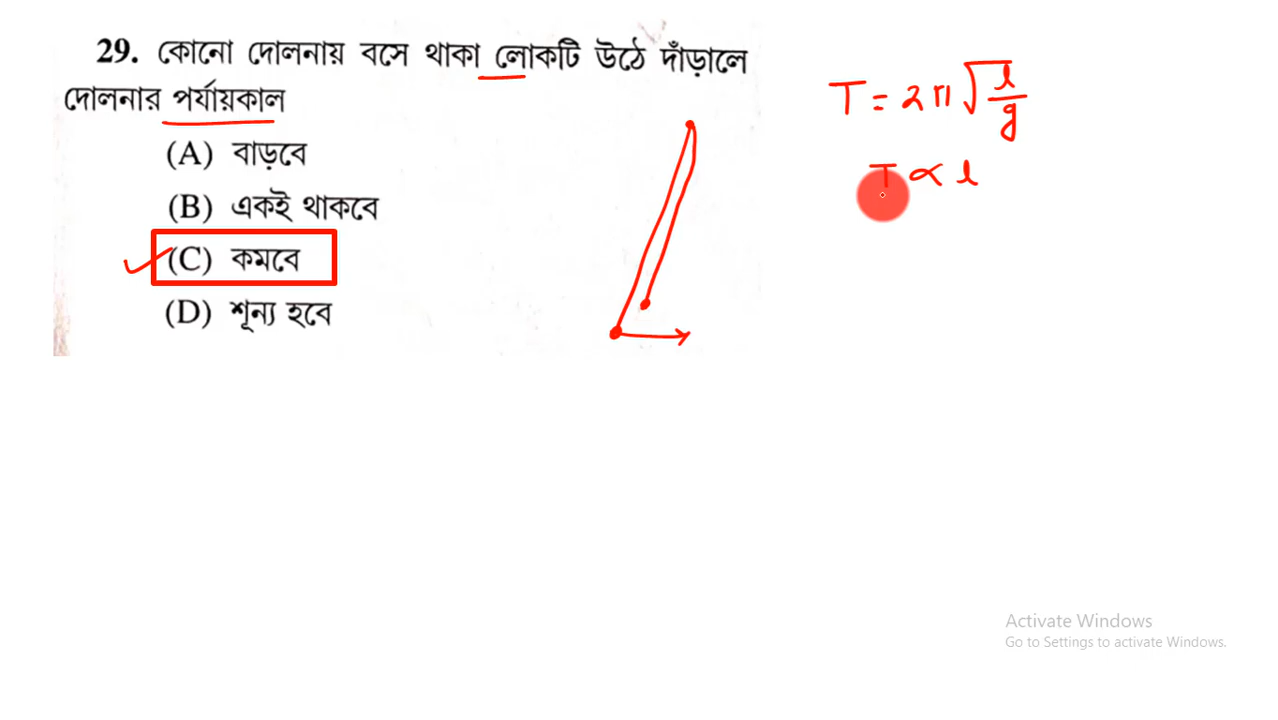 29. কোনো দোলনায় বসে থাকা লোকটি উঠে দাঁড়ালে
দোলনার পর্যায়কাল
(A) বাড়বে
(B) একই থাকবে
(C) কমবে
(D) শূন্য হবে
T = 2π√l/g
T ∝ l
Activate Windows
Go to Settings to activate Windows.